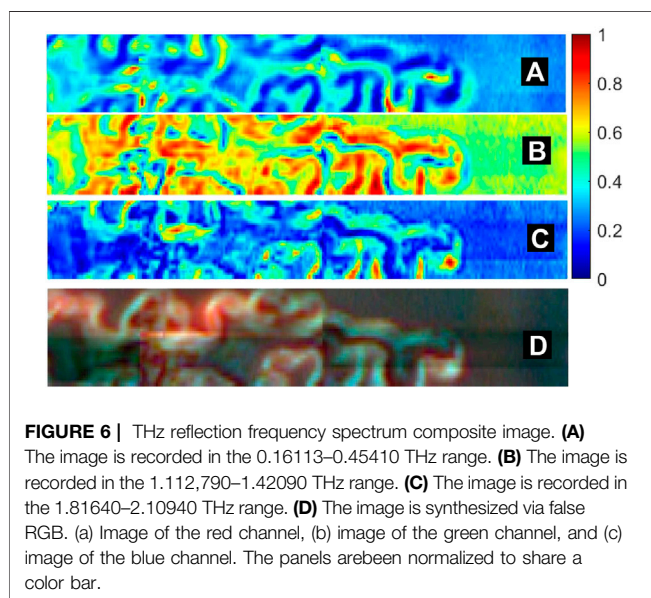 A
B
C
D
1
0.8
0.6
0.4
0.2
0
FIGURE 6 | THz reflection frequency spectrum composite image. (A)
The image is recorded in the 0.16113–0.45410 THz range. (B) The image is
recorded in the 1.112,790–1.42090 THz range. (C) The image is recorded in
the 1.81640–2.10940 THz range. (D) The image is synthesized via false
RGB. (a) Image of the red channel, (b) image of the green channel, and (c)
image of the blue channel. The panels arebeen normalized to share a
color bar.